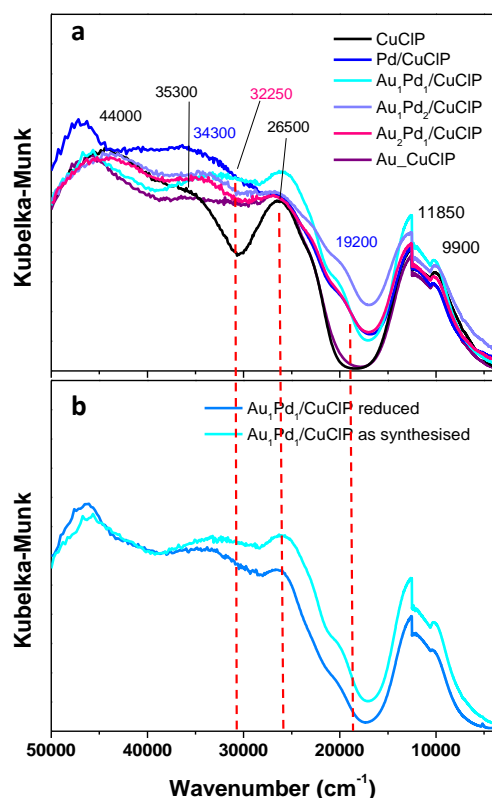 a
CuClP
Pd/CuClP
Au1Pd1/CuClP
Au1Pd2/CuClP
Au2Pd1/CuClP
Au_CuClP
44000
35300
34300
32250
26500
19200
11850
9900
Kubelka-Munk
b
Au1Pd1/CuClP reduced
Au1Pd1/CuClP as synthesised
Kubelka-Munk
50000 40000 30000 20000 10000
Wavenumber (cm-1)